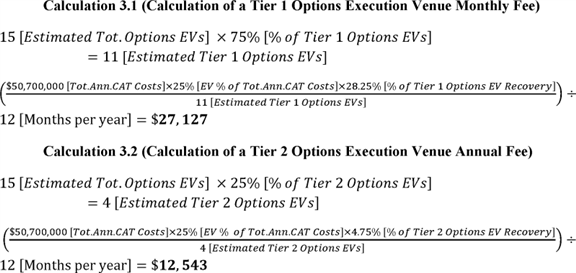 Calculation 3.1 (Calculation of a Tier 1 Options Execution Venue Monthly Fee)
15 [Estimated Tot. Options EVs] × 75% [% of Tier 1 Options EVs]
= 11 [Estimated Tier 1 Options EVs]
($50,700,000 [Tot.Ann.CAT Costs]×25% [EV % of Tot.Ann.CAT Costs]×28.25% [% of Tier 1 Options EV Recovery]
11 [Estimated Tier 1 Options EVs]) ÷
12 [Months per year] = $27,127
Calculation 3.2 (Calculation of a Tier 2 Options Execution Venue Annual Fee)
15 [Estimated Tot. Options EVs] × 25% [% of Tier 2 Options EVs]
= 4 [Estimated Tier 2 Options EVs]
($50,700,000 [Tot.Ann.CAT Costs]×25% [EV % of Tot.Ann.CAT Costs]×4.75% [% of Tier 2 Options EV Recovery]
4 [Estimated Tier 2 Options EVs]) ÷
12 [Months per year] = $12,543